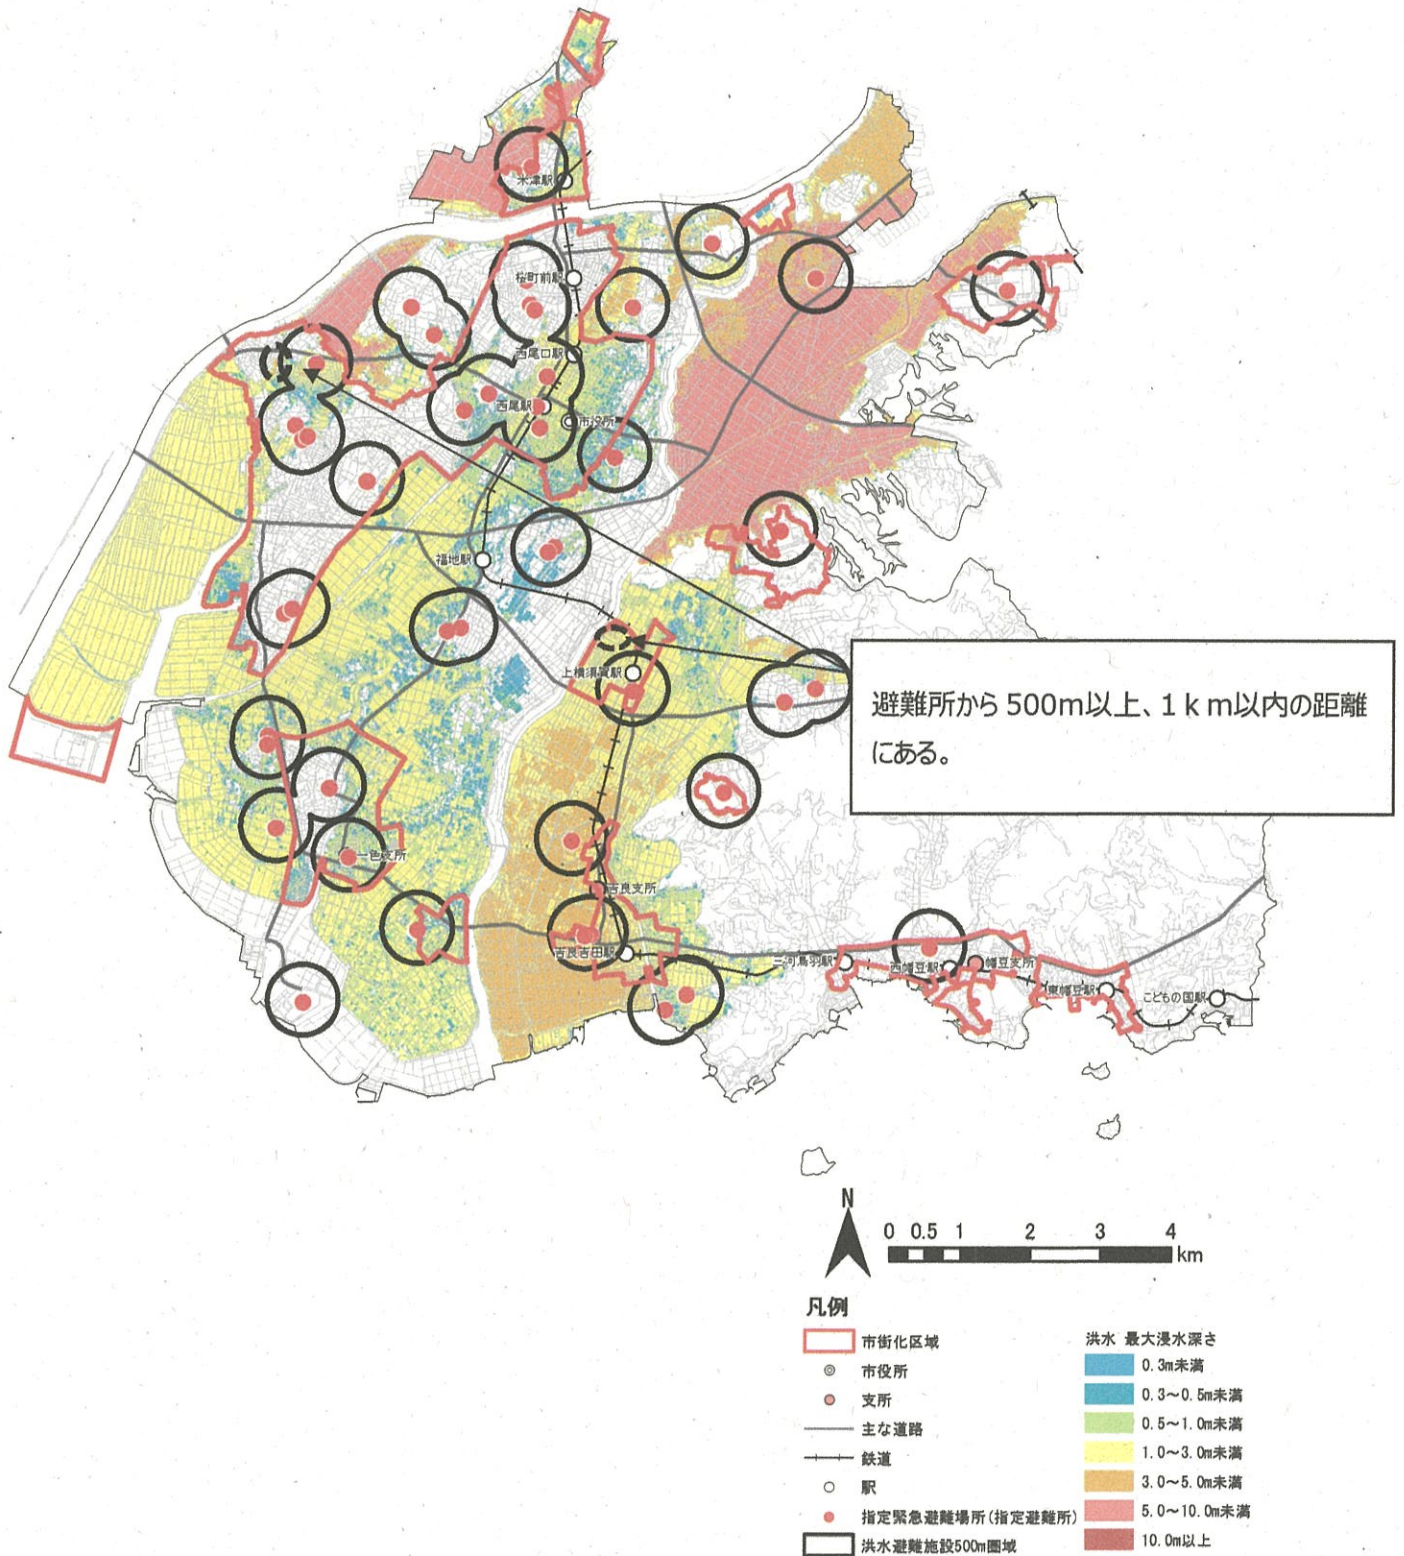 米津駅
桜町前駅
西尾口駅
西尾駅
市役所
福地駅
上横須賀駅
避難所から500m以上、1km以内の距離
にある。
一色支所
吉良支所
吉良吉田駅
三河鳥羽駅
西幡豆駅
幡豆支所
東幡豆駅
こどもの国駅
N
0 0.5 1 2 3 4
km
凡例
市街化区域
市役所
支所
主な道路
鉄道
駅
指定緊急避難場所(指定避難所)
洪水避難施設500m圏域
洪水 最大浸水深さ
0.3m未満
0.3～0.5m未満
0.5～1.0m未満
1.0～3.0m未満
3.0～5.0m未満
5.0～10.0m未満
10.0m以上